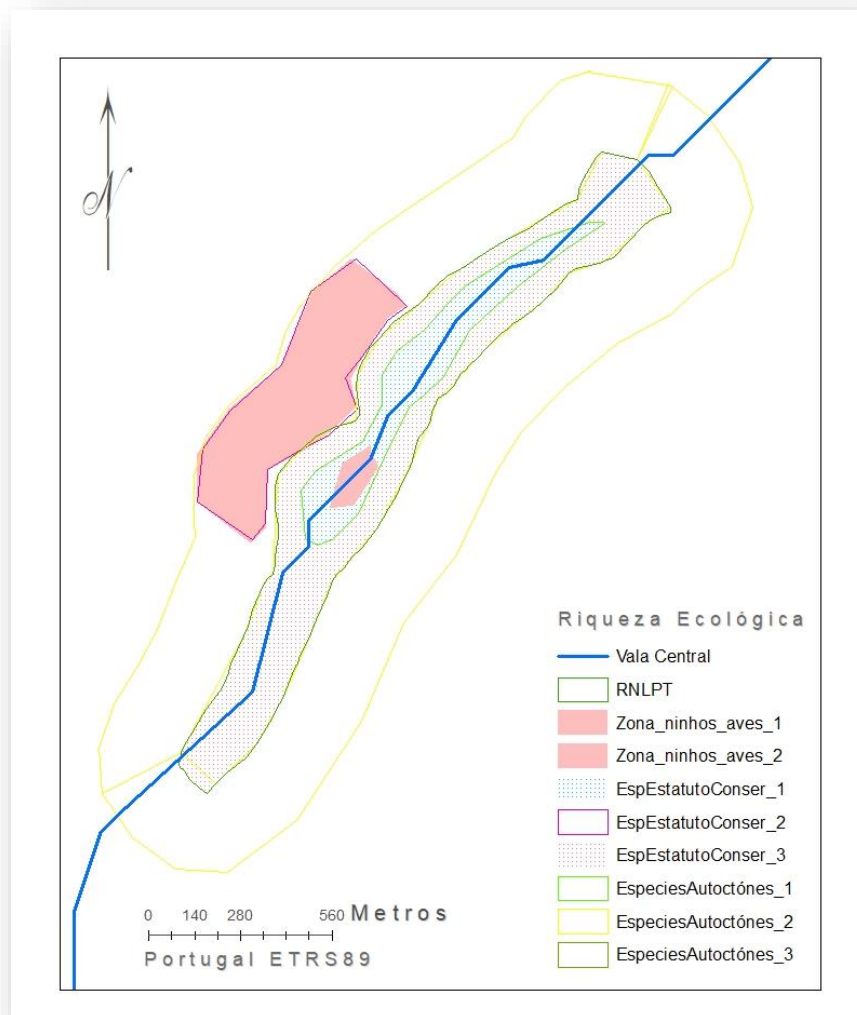 N
Riqueza Ecológica
Vala Central
RNLPT
Zona_ninhos_aves_1
Zona_ninhos_aves_2
EspEstatutoConser_1
EspEstatutoConser_2
EspEstatutoConser_3
EspeciesAutoctónes_1
EspeciesAutoctónes_2
EspeciesAutoctónes_3
0 140 280 560 Metros
Portugal ETRS89